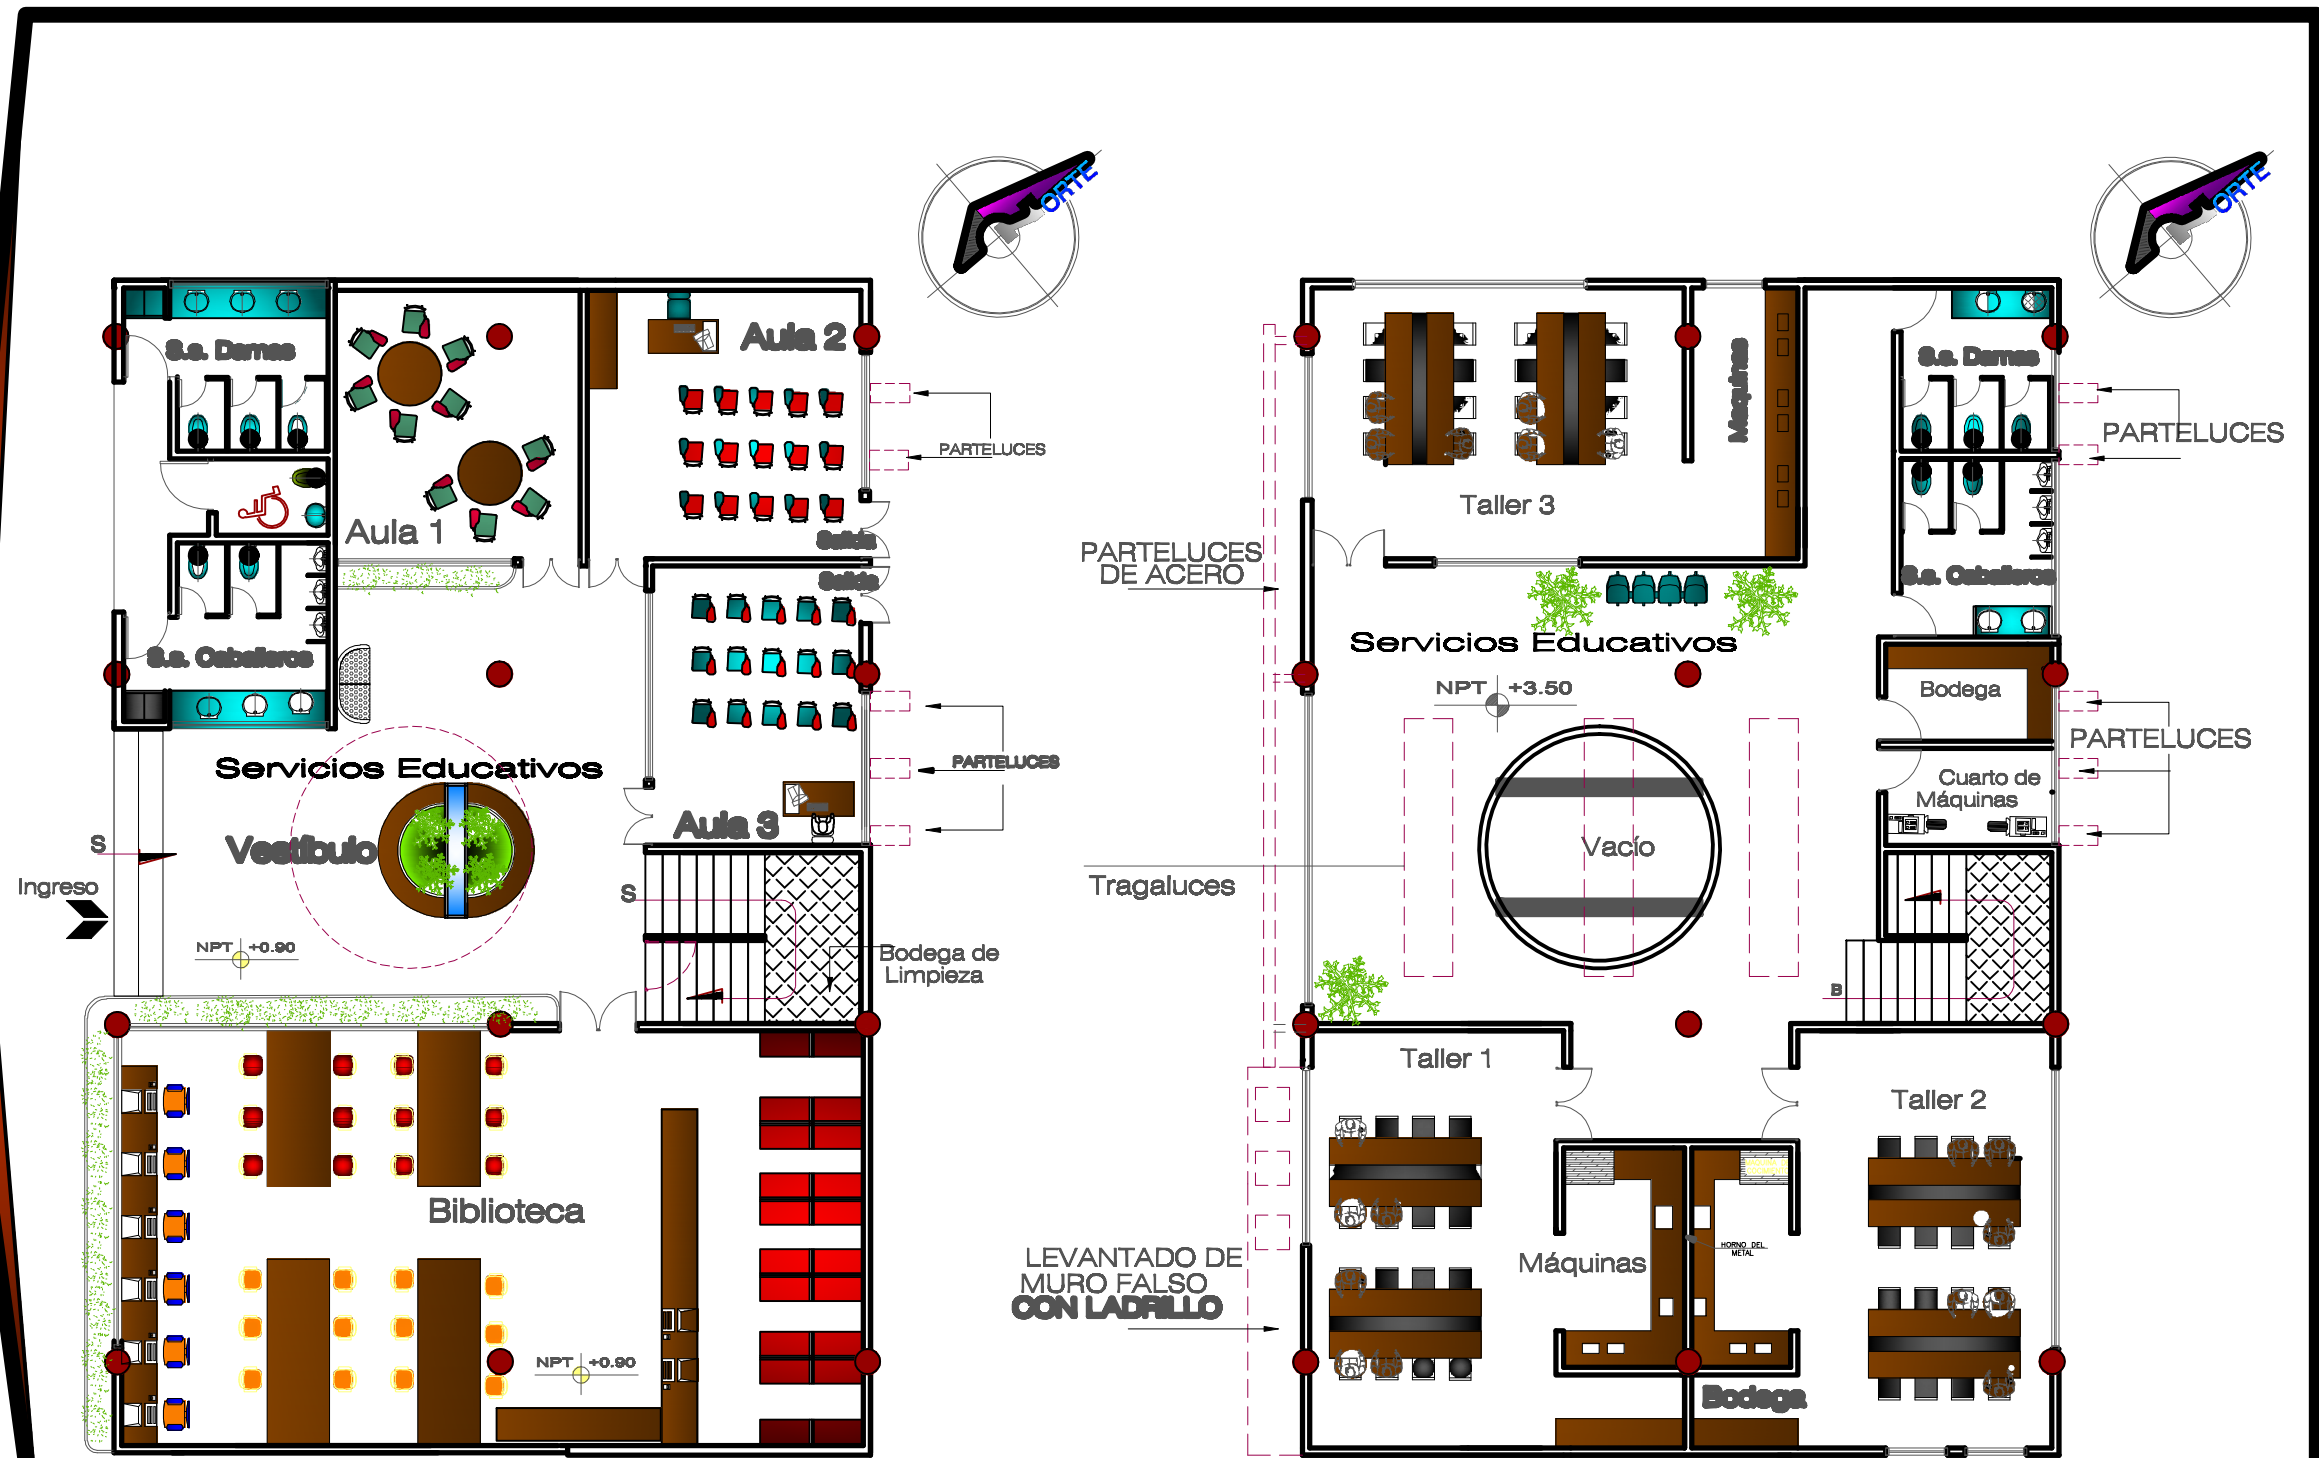 ORTE
S.s. Damas
Aula 2
PARTELUCES
Aula 1
Salida
Salida
S.s. Caballeros
PARTELUCES
Servicios Educativos
Aula 3
Vestíbulo
S
Ingreso
S
NPT +0.90
Bodega de
Limpieza
Biblioteca
NPT +0.90
ORTE
S.s. Damas
Maquinas
PARTELUCES
Taller 3
PARTELUCES
DE ACERO
S.s. Caballeros
Servicios Educativos
NPT +3.50
Bodega
PARTELUCES
Cuarto de
Máquinas
Vacío
Tragaluces
B
Taller 1
Taller 2
HORNO DEL
METAL
LEVANTADO DE
MURO FALSO
CON LADRILLO
Máquinas
Bodega